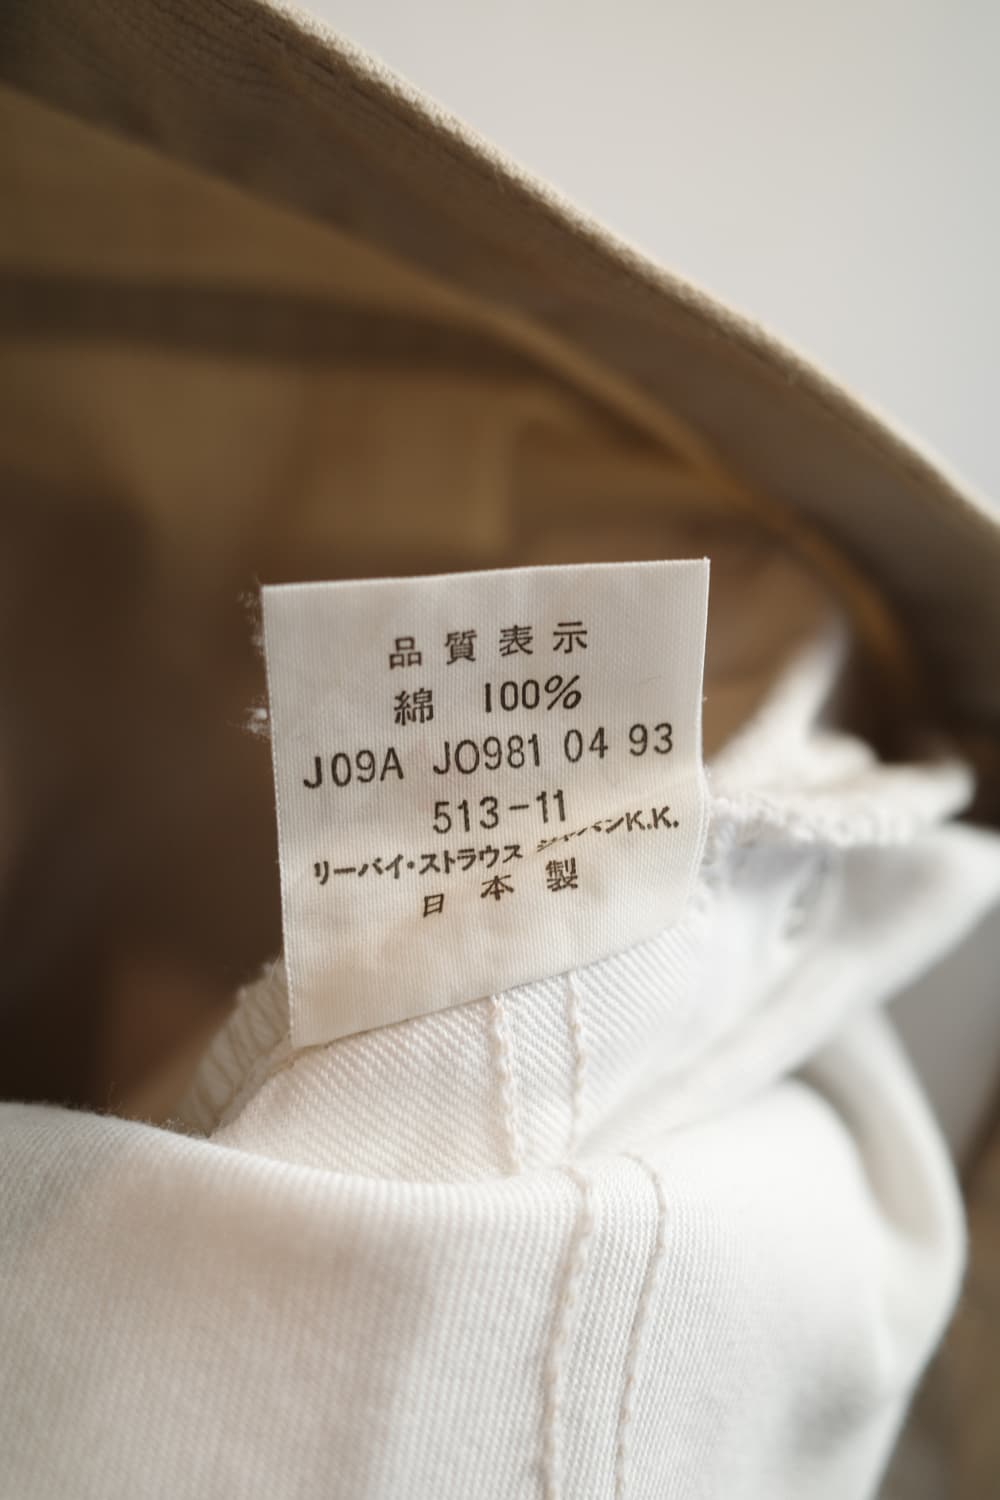 品質表示
綿 100%
J09A JO981 04 93
513-11
リーバイ・ストラウス ジャパンK.K.
日本製